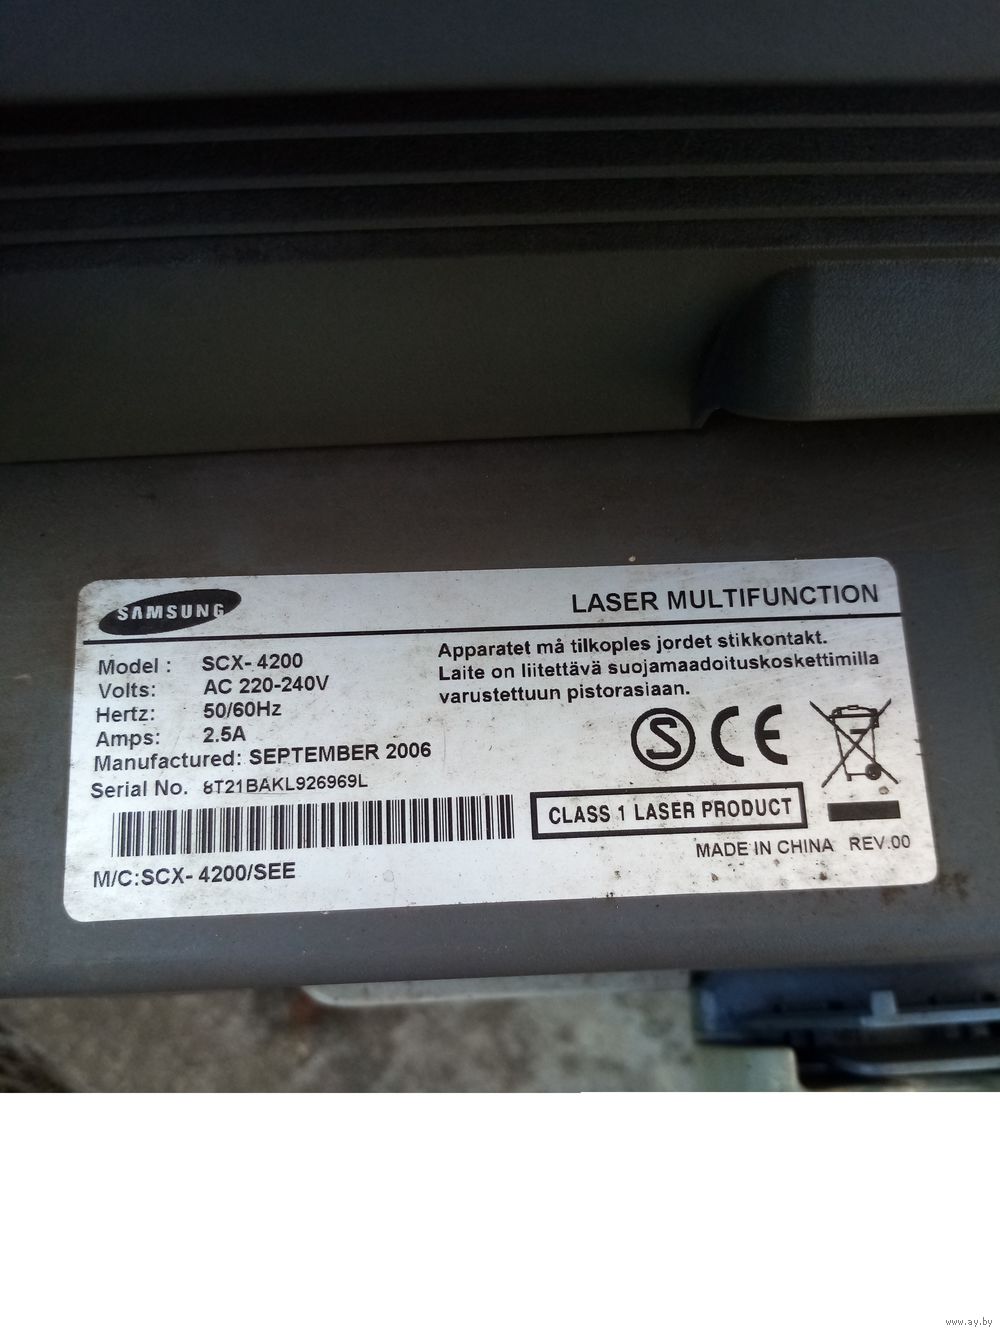 SAMSUNG
LASER MULTIFUNCTION
Model : SCX- 4200
Volts: AC 220-240V
Hertz: 50/60Hz
Amps: 2.5A
Manufactured: SEPTEMBER 2006
Serial No. 8T21BAKL926969L
M/C:SCX- 4200/SEE
Apparatet må tilkoples jordet stikkontakt.
Laite on liitettävä suojamaadoituskoskettimilla
varustettuun pistorasiaan.
S CE
CLASS 1 LASER PRODUCT
MADE IN CHINA REV.00
www.ay.by